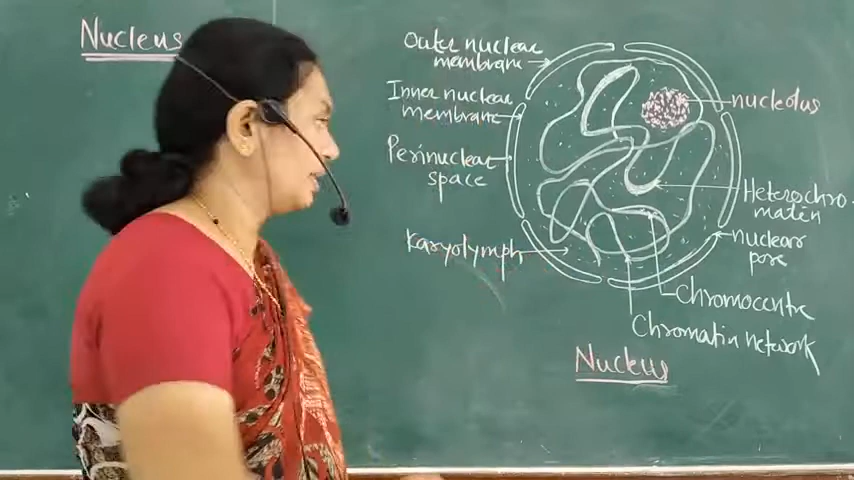 Nucleus
Outer nuclear
membrane
Inner nuclear
membrane
Perinuclear
space
Karyolymph
nucleolus
Heterochro-
matin
nuclear
pore
Chromocentre
Chromatin network
Nucleus